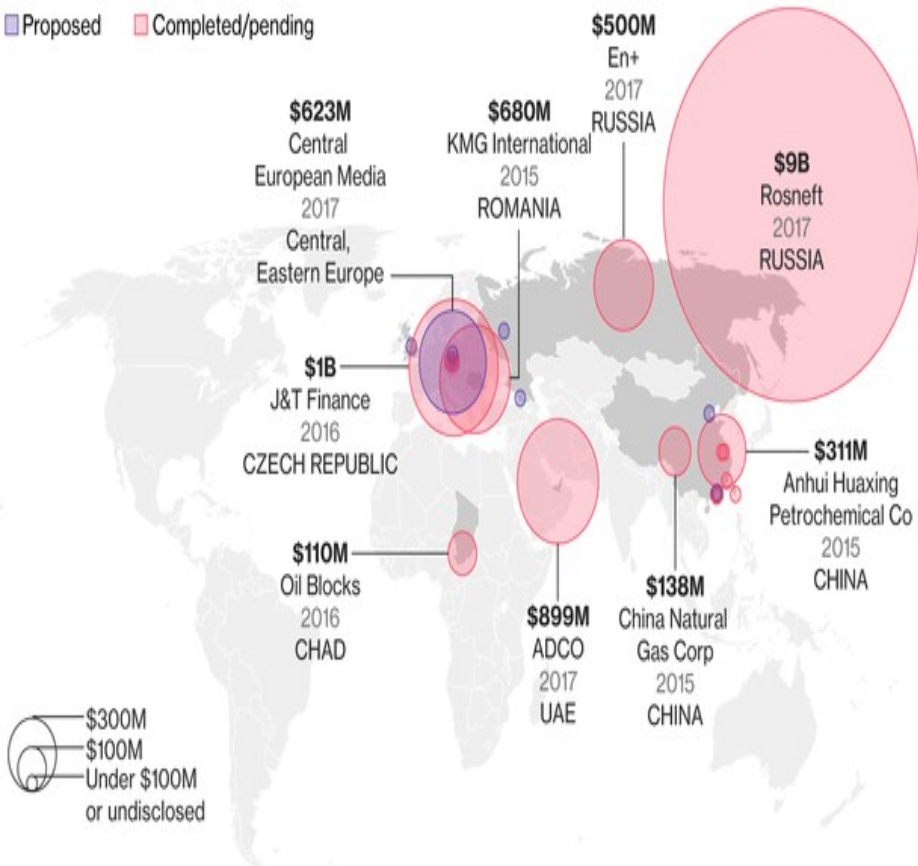 Proposed
Completed/pending
$500M
En+
2017
RUSSIA
$623M
Central
European Media
2017
Central,
Eastern Europe
$680M
KMG International
2015
ROMANIA
$9B
Rosneft
2017
RUSSIA
$1B
J&T Finance
2016
CZECH REPUBLIC
$311M
Anhui Huaxing
Petrochemical Co
2015
CHINA
$110M
Oil Blocks
2016
CHAD
$899M
ADCO
2017
UAE
$138M
China Natural
Gas Corp
2015
CHINA
$300M
$100M
Under $100M
or undisclosed